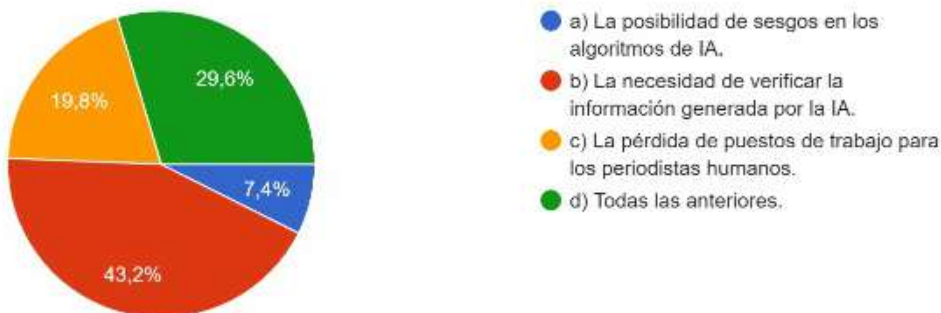 29,6%
19,8%
7,4%
43,2%
a) La posibilidad de sesgos en los
algoritmos de IA.
b) La necesidad de verificar la
información generada por la IA.
c) La pérdida de puestos de trabajo para
los periodistas humanos.
d) Todas las anteriores.